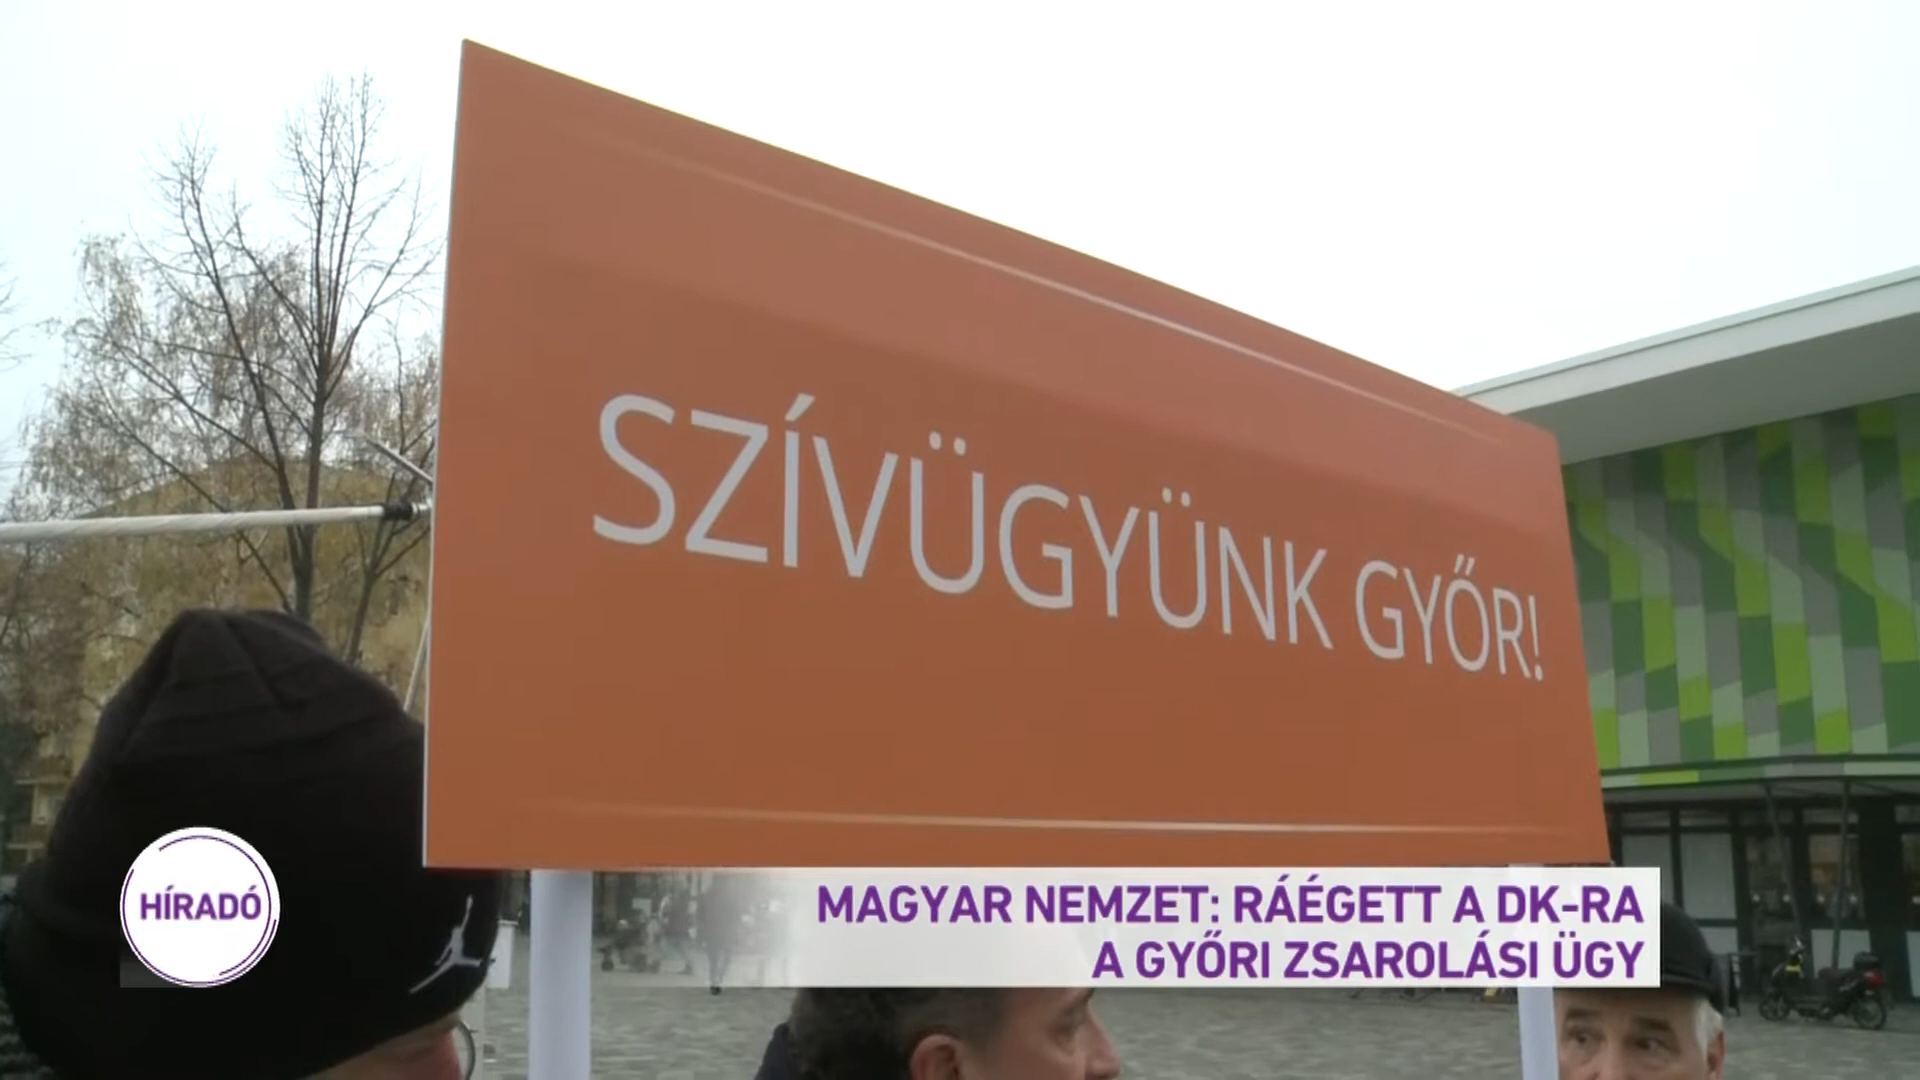 SZÍVÜGYÜNK GYŐR!
HÍRADÓ
MAGYAR NEMZET: RÁÉGETT A DK-RA
A GYŐRI ZSAROLÁSI ÜGY